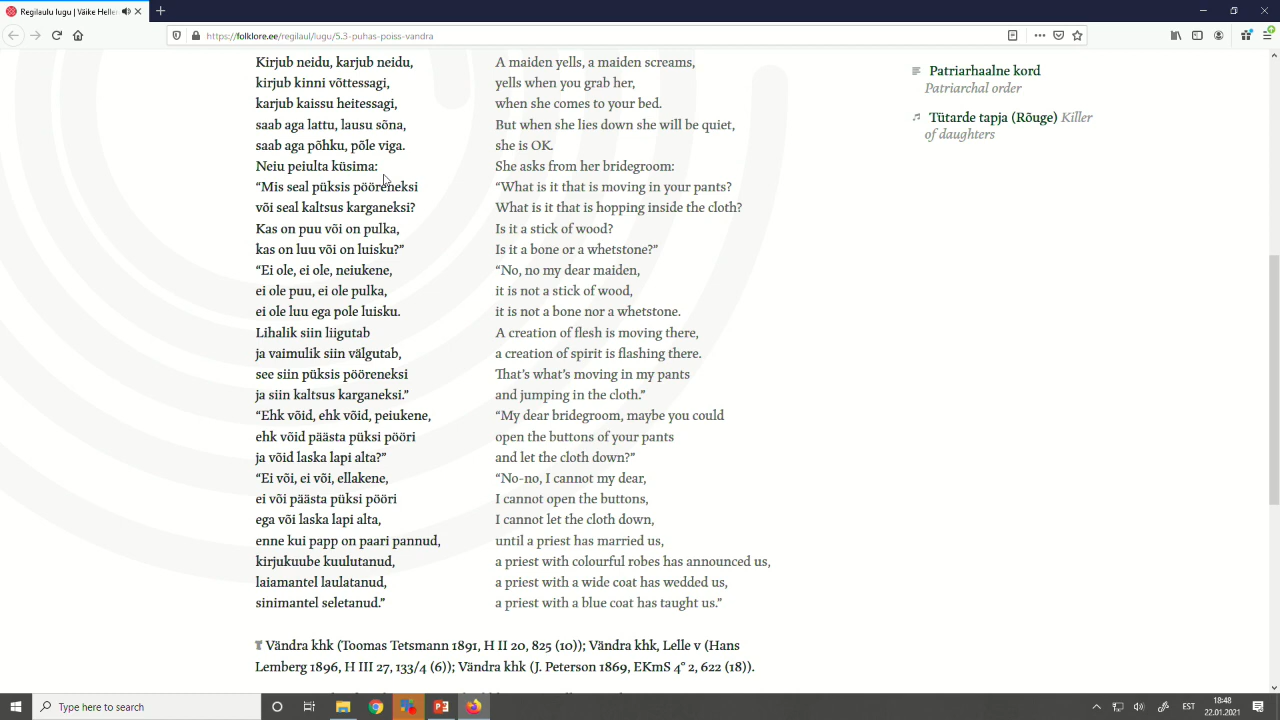 Regilaulu lugu | Väike Heller
https://folklore.ee/regilaul/lugu/5.3-puhas-poiss-vandra
Kirjub neidu, karjub neidu,
kirjub kinni võttessagi,
karjub kaissu heitessagi,
saab aga lattu, lausu sõna,
saab aga põhku, põle viga.
Neiu peiulta küsima:
“Mis seal püksis pööreneksi
või seal kaltsus karganeksi?
Kas on puu või on pulka,
kas on luu või on luisku?”
“Ei ole, ei ole, neiukene,
ei ole puu, ei ole pulka,
ei ole luu ega pole luisku.
Lihalik siin liigutab
ja vaimulik siin välgutab,
see siin püksis pööreneksi
ja siin kaltsus karganeksi.”
“Ehk võid, ehk võid, peiukene,
ehk võid päästa püksi pööri
ja võid laska lapi alta?”
“Ei või, ei või, ellakene,
ei või päästa püksi pööri
ega või laska lapi alta,
enne kui papp on paari pannud,
kirjukuube kuulutanud,
laiamantel laulatanud,
sinimantel seletanud.”
A maiden yells, a maiden screams,
yells when you grab her,
when she comes to your bed.
But when she lies down she will be quiet,
she is OK.
She asks from her bridegroom:
“What is it that is moving in your pants?
What is it that is hopping inside the cloth?
Is it a stick of wood?
Is it a bone or a whetstone?”
“No, no my dear maiden,
it is not a stick of wood,
it is not a bone nor a whetstone.
A creation of flesh is moving there,
a creation of spirit is flashing there.
That’s what’s moving in my pants
and jumping in the cloth.”
“My dear bridegroom, maybe you could
open the buttons of your pants
and let the cloth down?”
“No-no, I cannot my dear,
I cannot open the buttons,
I cannot let the cloth down,
until a priest has married us,
a priest with colourful robes has announced us,
a priest with a wide coat has wedded us,
a priest with a blue coat has taught us.”
Vändra khk (Toomas Tetsmann 1891, H II 20, 825 (10)); Vändra khk, Lelle v (Hans
Lemberg 1896, H III 27, 133/4 (6)); Vändra khk (J. Peterson 1869, EKmS 4° 2, 622 (18)).
Patriarhaalne kord
Patriarchal order
Tütarde tapja (Rõuge) Killer
of daughters
Type here to search
EST
18:48
22.01.2021